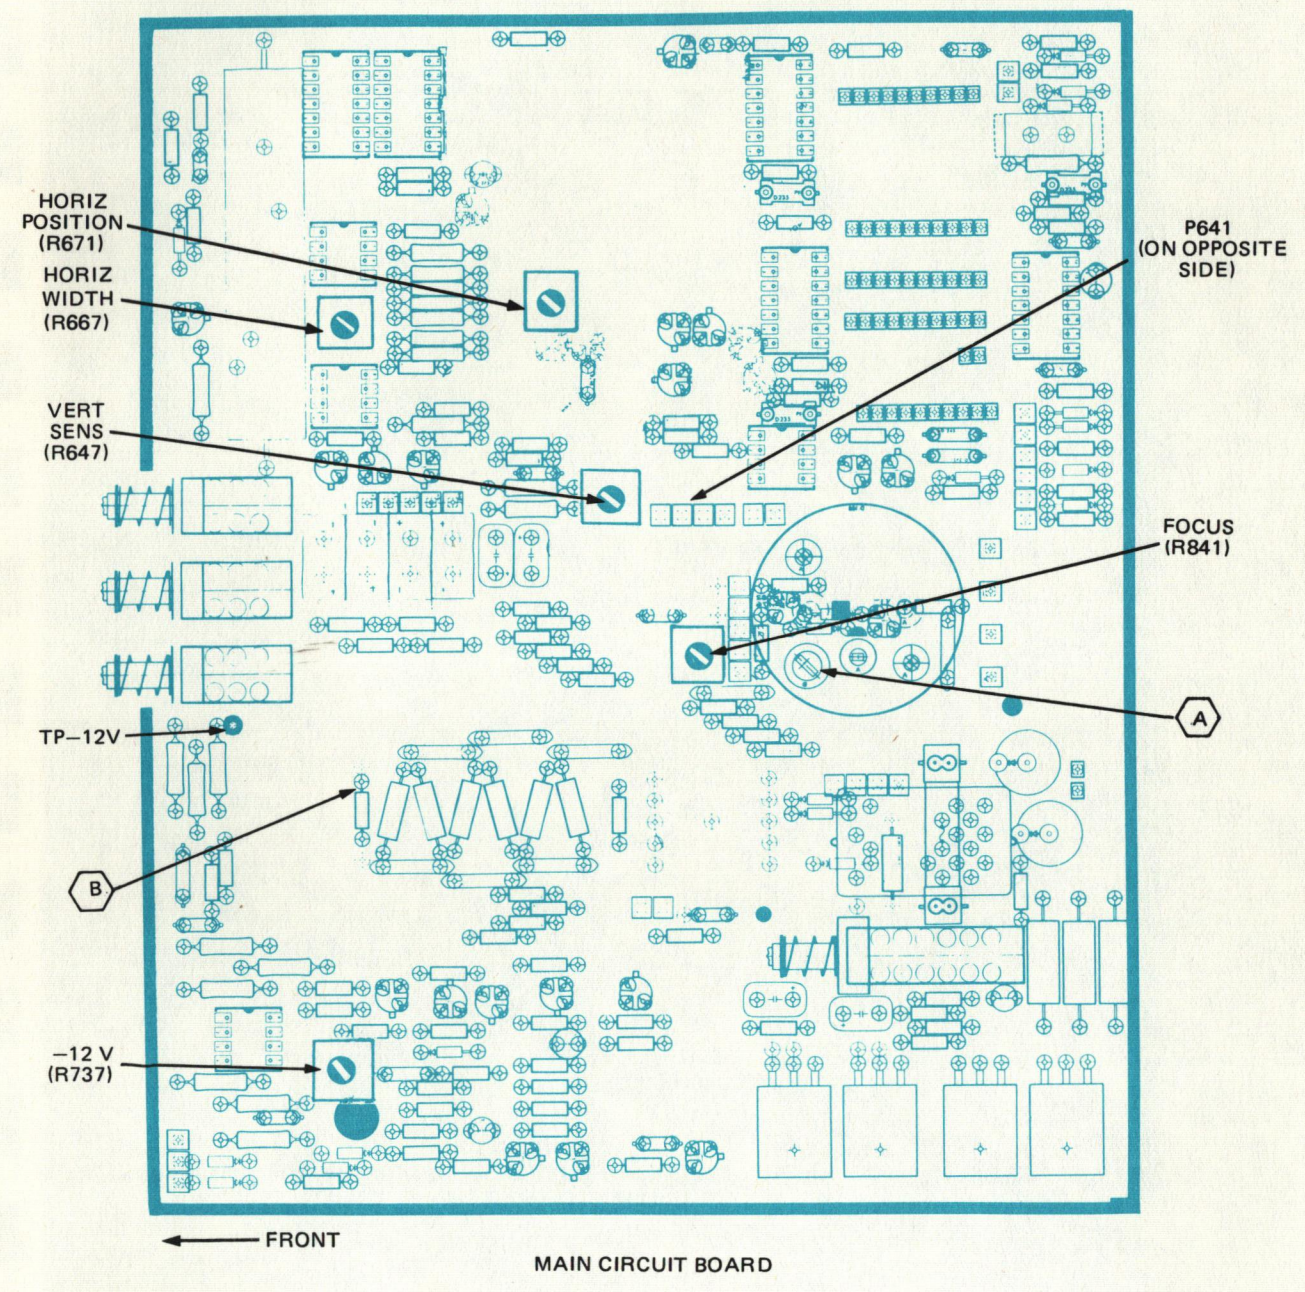 HORIZ
POSITION
(R671)
HORIZ
WIDTH
(R667)
VERT
SENS
(R647)
TP–12V
B
–12 V
(R737)
P641
(ON OPPOSITE
SIDE)
FOCUS
(R841)
A
FRONT
MAIN CIRCUIT BOARD